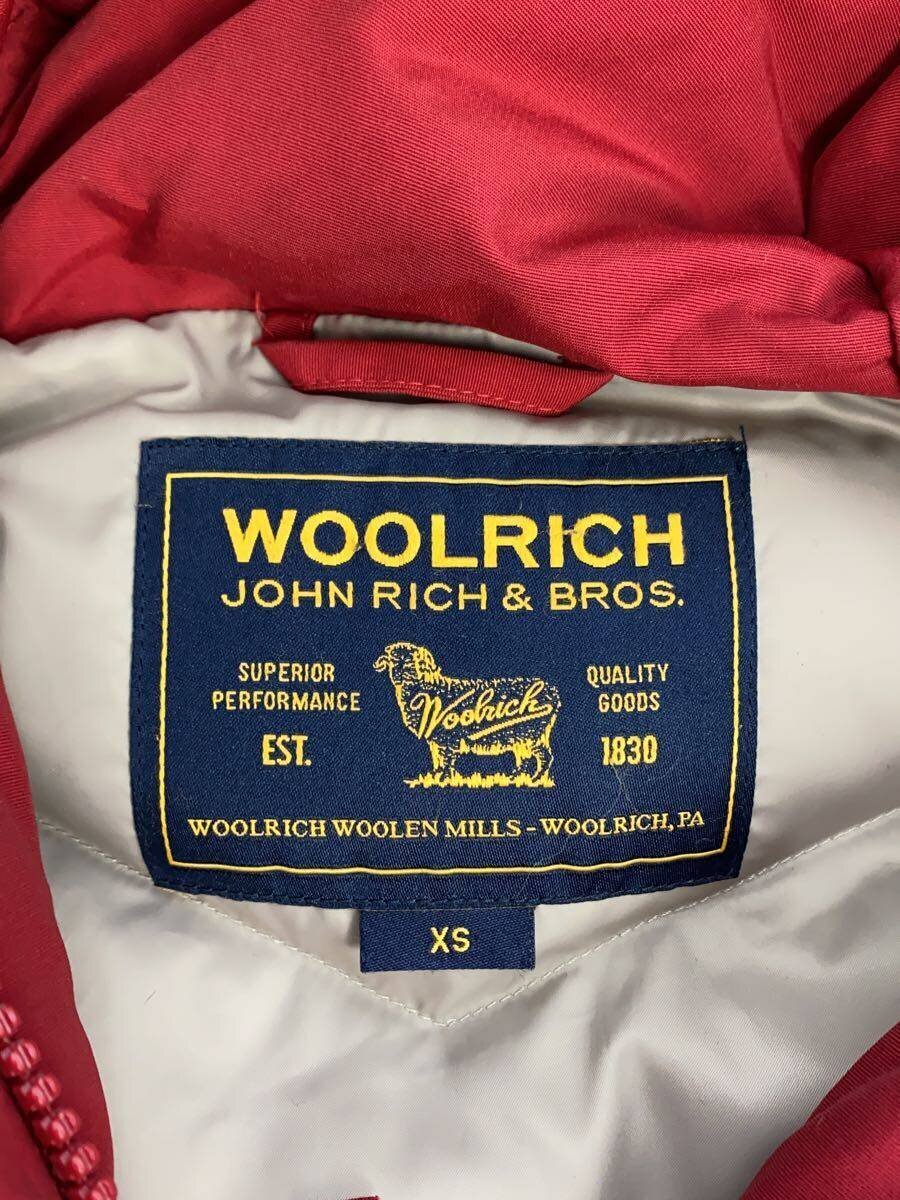 WOOLRICH
JOHN RICH & BROS.
SUPERIOR
PERFORMANCE
EST.
Woolrich
QUALITY
GOODS
1830
WOOLRICH WOOLEN MILLS - WOOLRICH, PA
XS